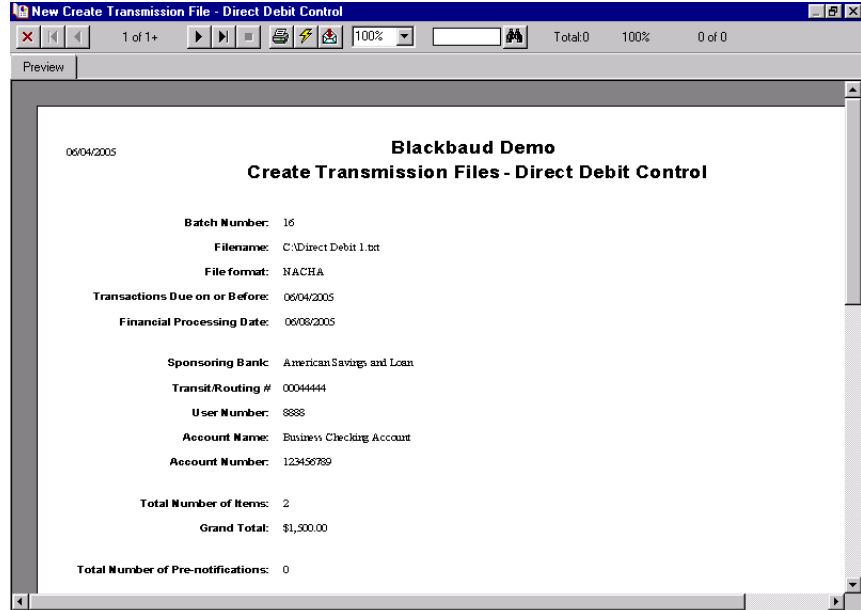 New Create Transmission File - Direct Debit Control
1 of 1+ 100% Total:0 100% 0 of 0
Preview
06/04/2005
Blackbaud Demo
Create Transmission Files - Direct Debit Control
Batch Number: 16
Filename: C:\Direct Debit 1.txt
File format: NACHA
Transactions Due on or Before: 06/04/2005
Financial Processing Date: 06/08/2005
Sponsoring Bank: American Savings and Loan
Transit/Routing # 00044444
User Number: 8888
Account Name: Business Checking Account
Account Number: 123456789
Total Number of Items: 2
Grand Total: $1,500.00
Total Number of Pre-notifications: 0